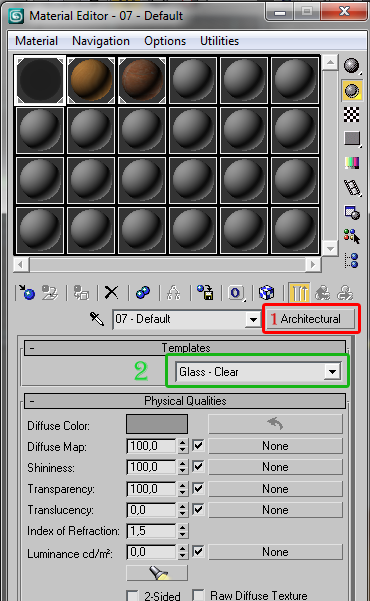 Material Editor - 07 - Default
Material Navigation Options Utilities
07 - Default 1 Architectural
- Templates
2 Glass - Clear
- Physical Qualities
Diffuse Color:
Diffuse Map: 100,0 None
Shininess: 100,0 None
Transparency: 100,0 None
Translucency: 0,0 None
Index of Refraction: 1,5
Luminance cd/m²: 0,0 None
2-Sided Raw Diffuse Texture